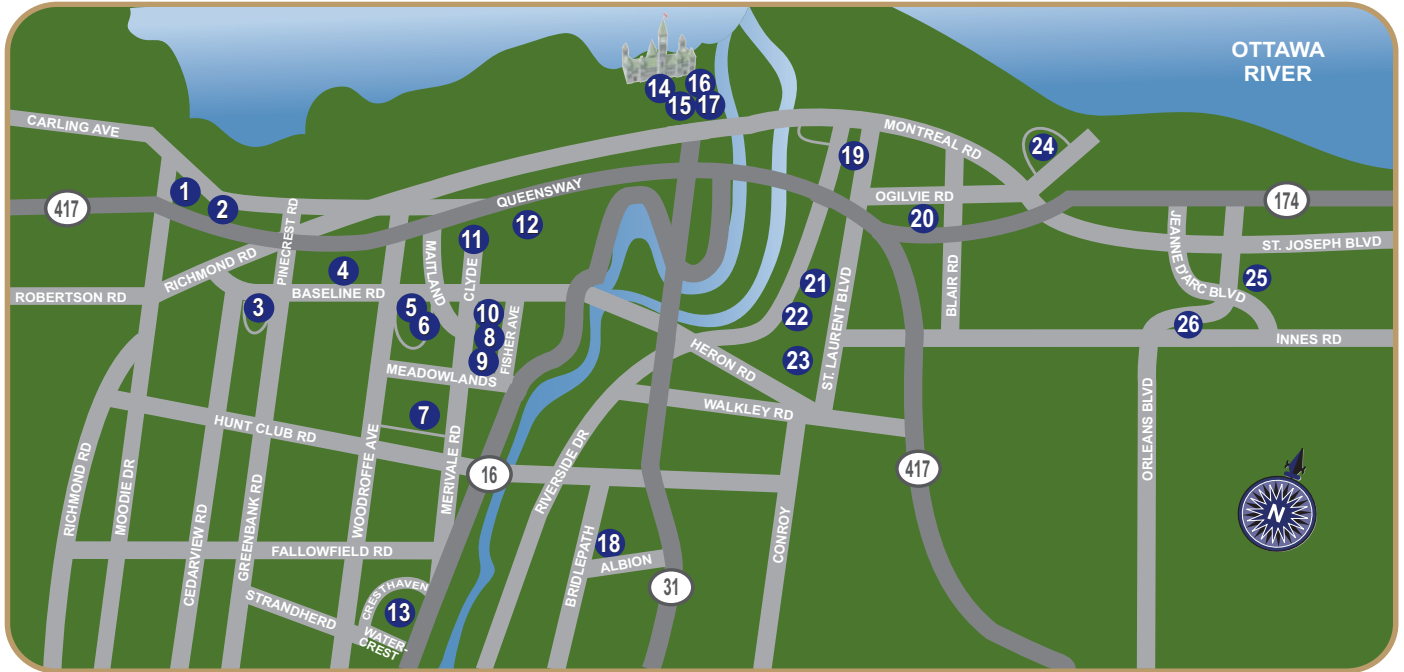 OTTAWA
RIVER
14
16
15
17
CARLING AVE
MONTREAL RD
24
19
1
2
417
QUEENSWAY
OGILVIE RD
174
PINECREST RD
12
20
11
MAITLAND
CLYDE
JEANNE D'ARC BLVD
ST. JOSEPH BLVD
RICHMOND RD
4
BASELINE RD
ROBERTSON RD
3
5
6
10
8
9
FISHER AVE
21
22
23
ST. LAURENT BLVD
BLAIR RD
25
26
INNES RD
HERON RD
MEADOWLANDS
7
WALKLEY RD
ORLEANS BLVD
HUNT CLUB RD
RICHMOND RD
MOODIE DR
CEDARVIEW RD
GREENBANK RD
WOODROFFE AVE
MERIVALE RD
16
RIVERSIDE DR
417
N
FALLOWFIELD RD
BRIDLEPATH
18
ALBION
CONROY
31
STRANDHERD
CRESTHAVEN
13
WATER-
CREST